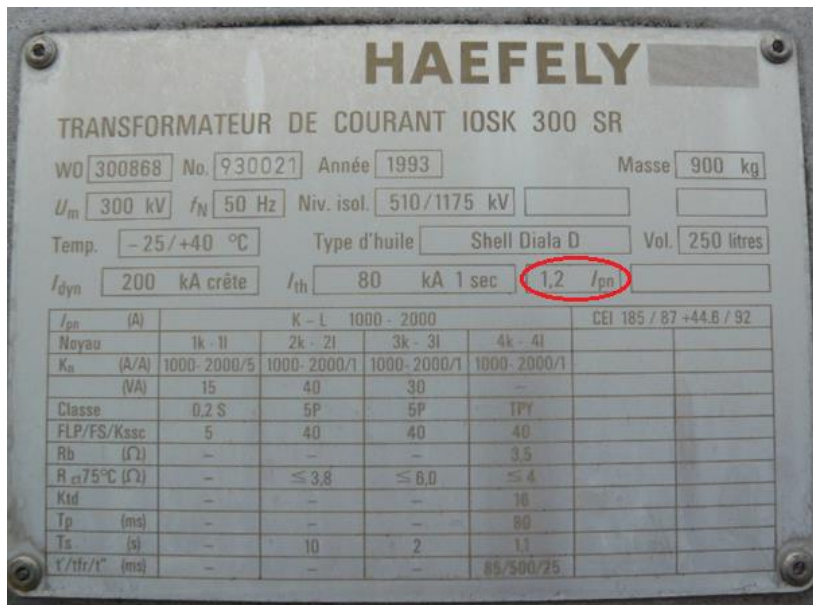 HAEFELY
TRANSFORMATEUR DE COURANT IOSK 300 SR
WO 300868 No. 930021 Année 1993 Masse 900 kg
Um 300 kV fN 50 Hz Niv. isol. 510/1175 kV
Temp. -25/+40 °C Type d'huile Shell Diala D Vol. 250 litres
Idyn 200 kA crête Ith 80 kA 1 sec 1,2 Ipn
Ipn (A) K - L 1000 - 2000 CEI 185 / 87 +44.6 / 92
Noyau 1k - 1l 2k - 2l 3k - 3l 4k - 4l
Kn (A/A) 1000-2000/5 1000-2000/1 1000-2000/1 1000-2000/1
(VA) 15 40 30 -
Classe 0,2 S 5P 5P TPY
FLP/FS/Kssc 5 40 40 40
Rb (Ω) - - - 3,5
R ct75°C (Ω) - ≤ 3,8 ≤ 6,0 ≤ 4
Ktd - - - 16
Tp (ms) - - - 80
Ts (s) - 10 2 1,1
t'/tfr/t" (ms) - - - 85/500/25